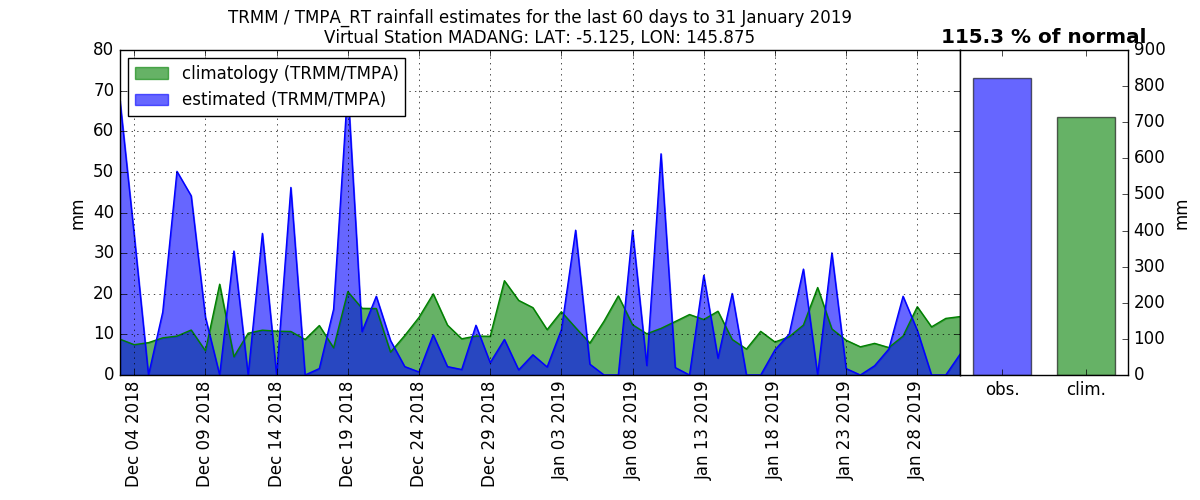 TRMM / TMPA_RT rainfall estimates for the last 60 days to 31 January 2019
Virtual Station MADANG: LAT: -5.125, LON: 145.875
115.3 % of normal
climatology (TRMM/TMPA)
estimated (TRMM/TMPA)
mm
80
70
60
50
40
30
20
10
0
Dec 04 2018
Dec 09 2018
Dec 14 2018
Dec 19 2018
Dec 24 2018
Dec 29 2018
Jan 03 2019
Jan 08 2019
Jan 13 2019
Jan 18 2019
Jan 23 2019
Jan 28 2019
obs.
clim.
900
800
700
600
500
400
300
200
100
0
mm